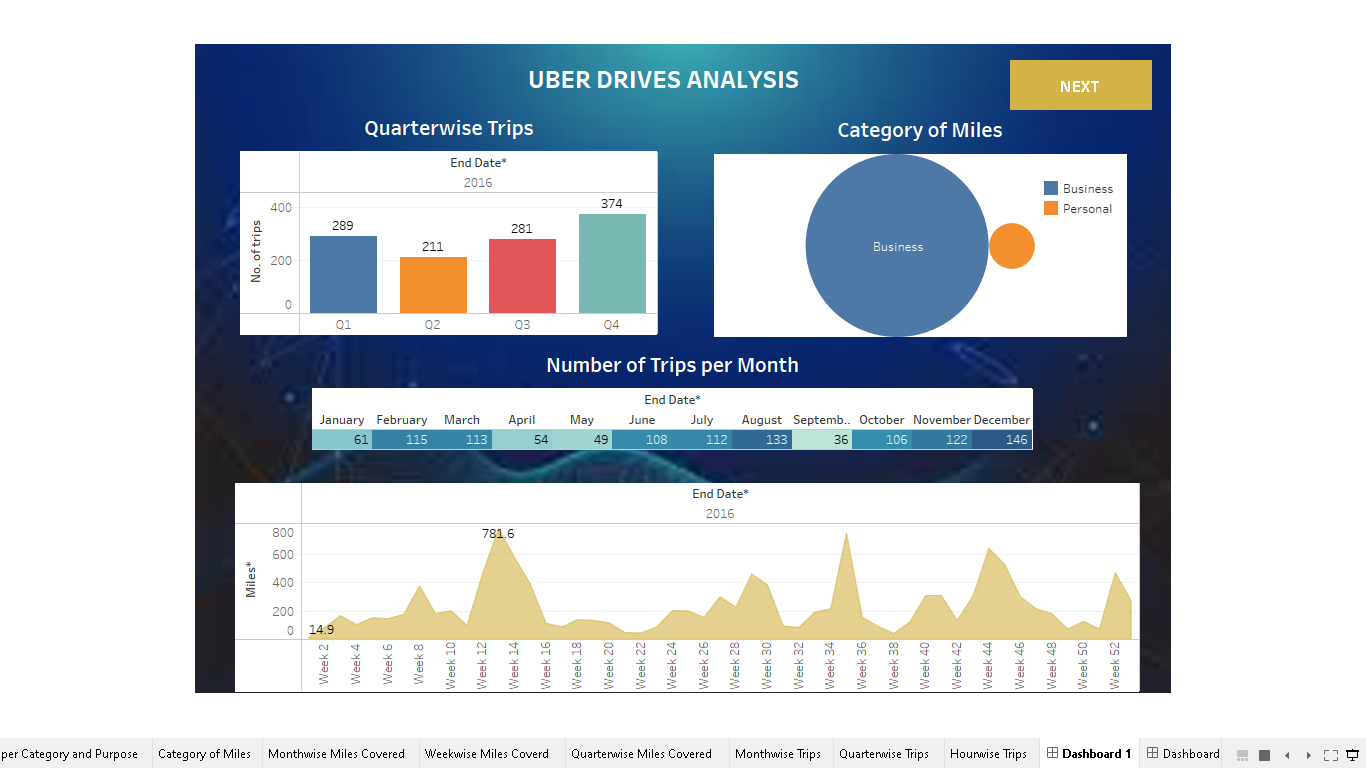 UBER DRIVES ANALYSIS
NEXT
Quarterwise Trips
End Date*
2016
No. of trips
400
200
0
289
211
281
374
Q1 Q2 Q3 Q4
Category of Miles
Business
Business
Personal
Number of Trips per Month
End Date*
January February March April May June July August Septemb.. October November December
61 115 113 54 49 108 112 133 36 106 122 146
End Date*
2016
Miles*
800
600
400
200
0
781.6
14.9
Week 2 Week 4 Week 6 Week 8 Week 10 Week 12 Week 14 Week 16 Week 18 Week 20 Week 22 Week 24 Week 26 Week 28 Week 30 Week 32 Week 34 Week 36 Week 38 Week 40 Week 42 Week 44 Week 46 Week 48 Week 50 Week 52
per Category and Purpose Category of Miles Monthwise Miles Covered Weekwise Miles Coverd Quarterwise Miles Covered Monthwise Trips Quarterwise Trips Hourwise Trips Dashboard 1 Dashboard